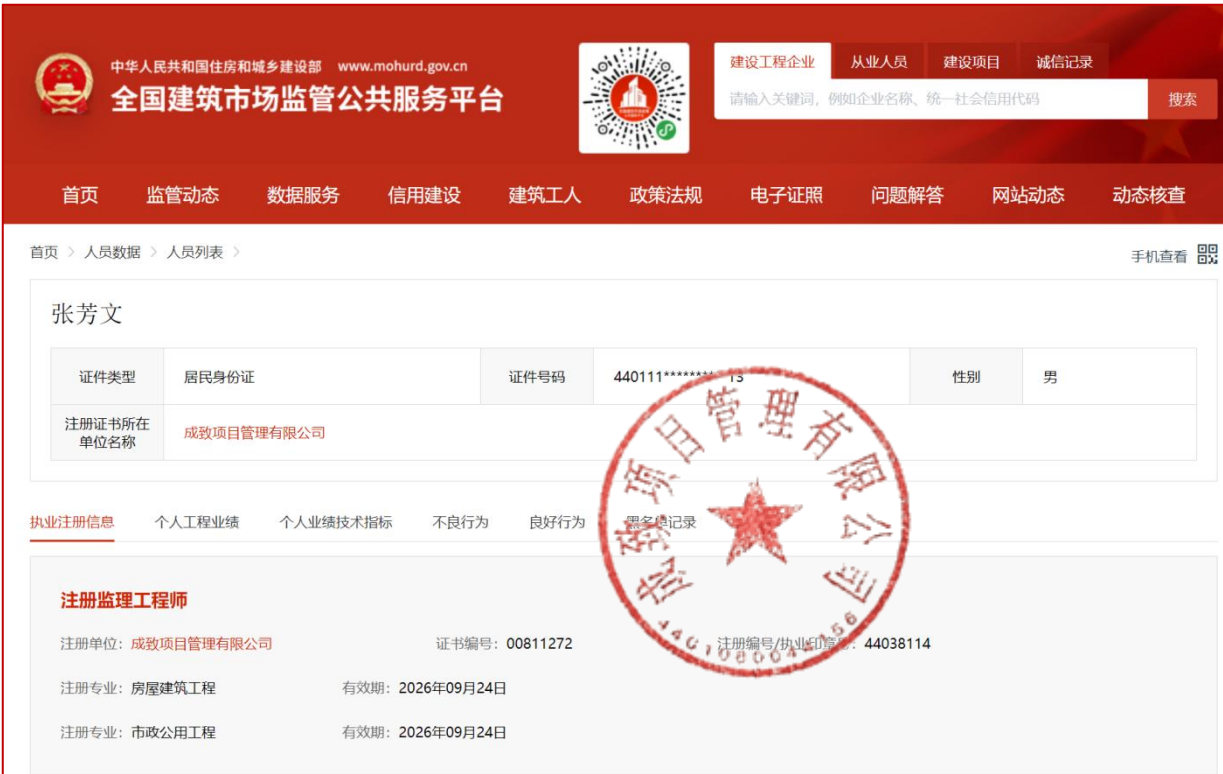 中华人民共和国住房和城乡建设部 www.mohurd.gov.cn
全国建筑市场监管公共服务平台
建设工程企业 从业人员 建设项目 诚信记录
请输入关键词，例如企业名称、统一社会信用代码 搜索
首页 监管动态 数据服务 信用建设 建筑工人 政策法规 电子证照 问题解答 网站动态 动态核查
首页 > 人员数据 > 人员列表 >
手机查看
张芳文
证件类型 居民身份证 证件号码 440111********13 性别 男
注册证书所在
单位名称
成致项目管理有限公司
执业注册信息 个人工程业绩 个人业绩技术指标 不良行为 良好行为 黑名单记录
成致项目管理有限公司
注册监理工程师
注册单位：成致项目管理有限公司 证书编号：00811272 注册编号/执业印章号：44038114
注册专业：房屋建筑工程 有效期：2026年09月24日
注册专业：市政公用工程 有效期：2026年09月24日